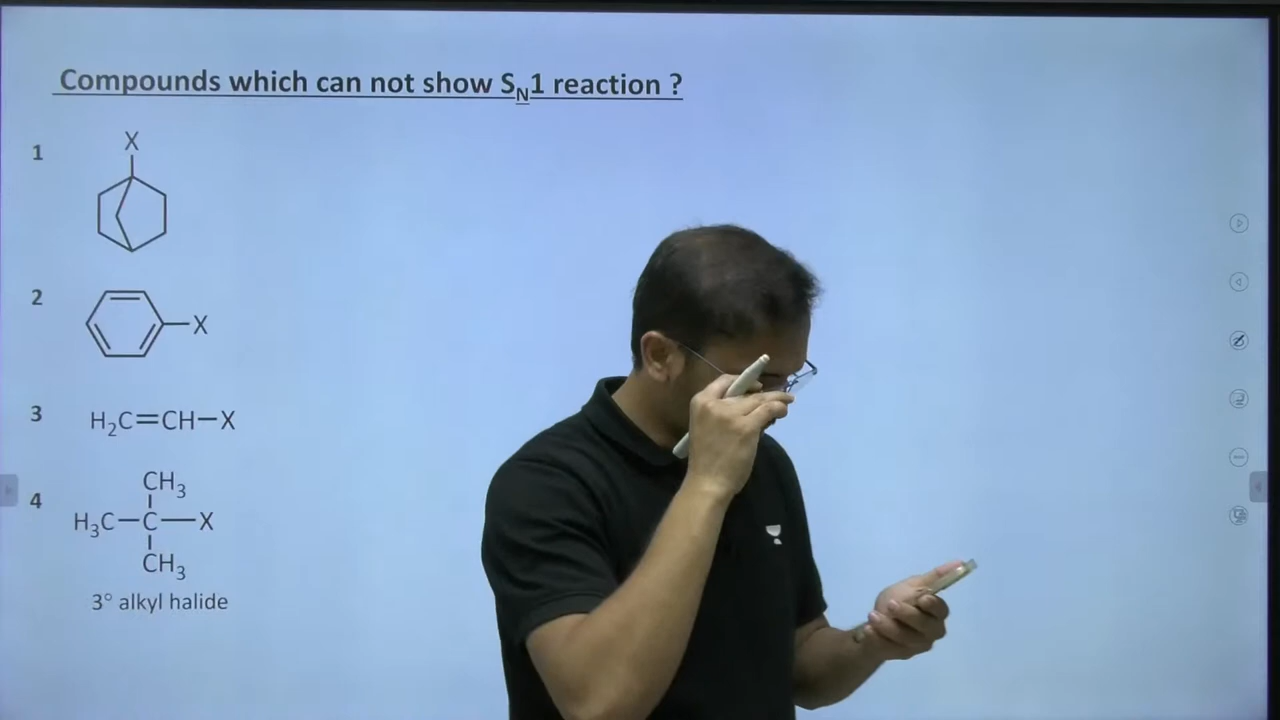 Compounds which can not show SN1 reaction ?
1
X
2
X
3
H2C=CH—X
4
CH3
H3C—C—X
CH3
3° alkyl halide